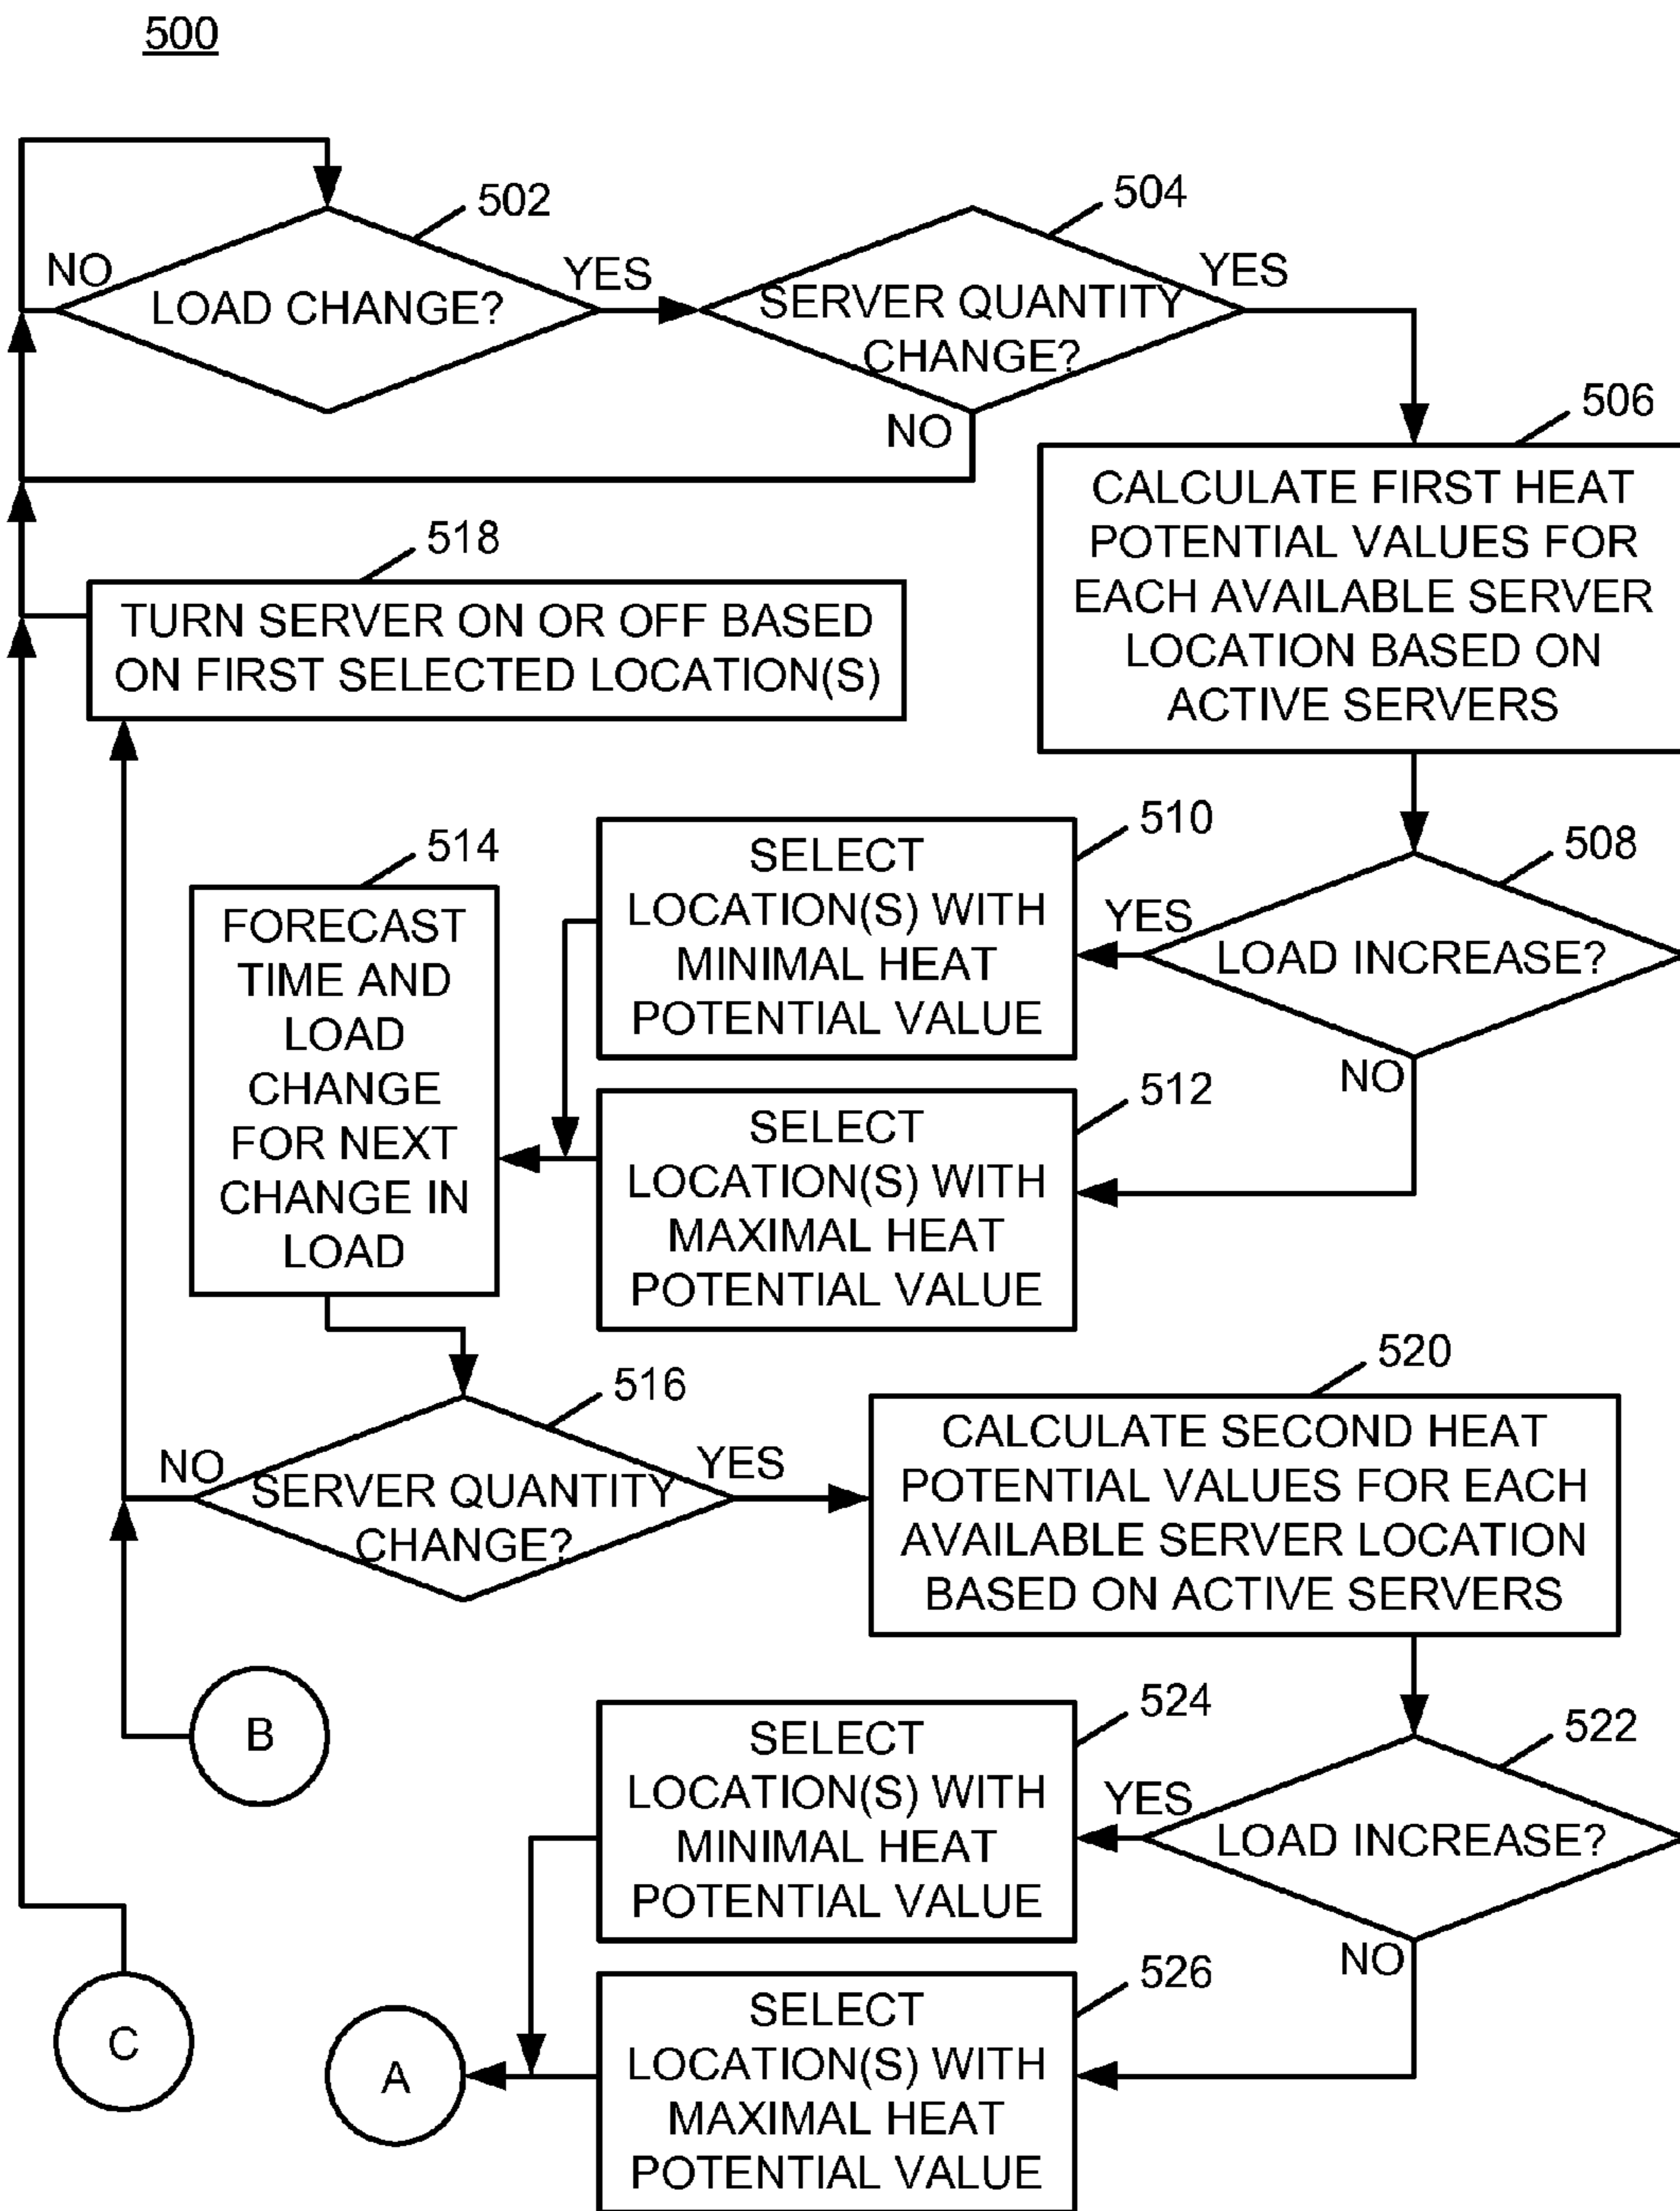 500
502
504
NO
LOAD CHANGE?
YES
SERVER QUANTITY
CHANGE?
YES
NO
506
CALCULATE FIRST HEAT
POTENTIAL VALUES FOR
EACH AVAILABLE SERVER
LOCATION BASED ON
ACTIVE SERVERS
518
TURN SERVER ON OR OFF BASED
ON FIRST SELECTED LOCATION(S)
510
SELECT
LOCATION(S) WITH
MINIMAL HEAT
POTENTIAL VALUE
508
YES
LOAD INCREASE?
NO
514
FORECAST
TIME AND
LOAD
CHANGE
FOR NEXT
CHANGE IN
LOAD
512
SELECT
LOCATION(S) WITH
MAXIMAL HEAT
POTENTIAL VALUE
516
NO
SERVER QUANTITY
CHANGE?
YES
520
CALCULATE SECOND HEAT
POTENTIAL VALUES FOR EACH
AVAILABLE SERVER LOCATION
BASED ON ACTIVE SERVERS
B
524
SELECT
LOCATION(S) WITH
MINIMAL HEAT
POTENTIAL VALUE
522
YES
LOAD INCREASE?
NO
C
A
526
SELECT
LOCATION(S) WITH
MAXIMAL HEAT
POTENTIAL VALUE